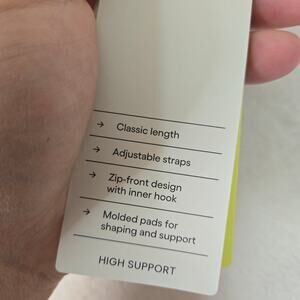 → Classic length
→ Adjustable straps
→ Zip-front design
with inner hook
→ Molded pads for
shaping and support
HIGH SUPPORT